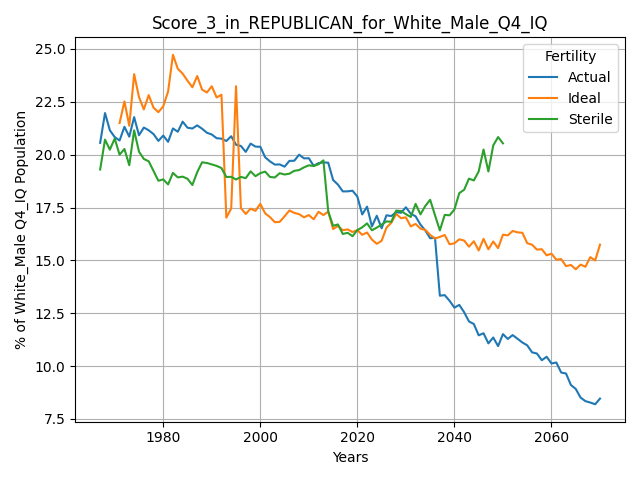 Score_3_in_REPUBLICAN_for_White_Male_Q4_IQ
25.0
22.5
20.0
17.5
15.0
12.5
10.0
7.5
% of White_Male Q4_IQ Population
Fertility
Actual
Ideal
Sterile
1980
2000
2020
2040
2060
Years